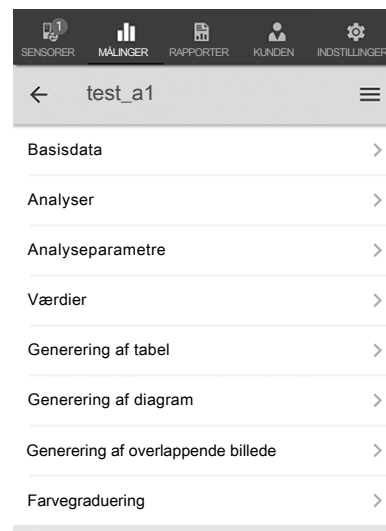 1
SENSORER MÅLINGER RAPPORTER KUNDEN INDSTILLINGER
test_a1
Basisdata
Analyser
Analyseparametre
Værdier
Generering af tabel
Generering af diagram
Generering af overlappende billede
Farvegraduering